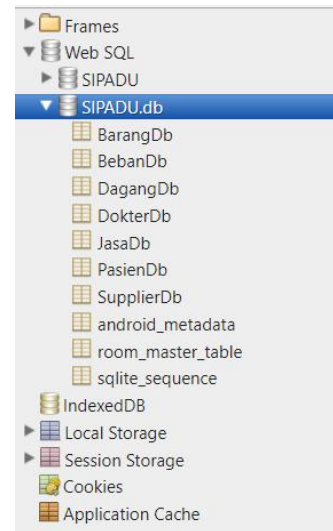 Frames
Web SQL
SIPADU
SIPADU.db
BarangDb
BebanDb
DagangDb
DokterDb
JasaDb
PasienDb
SupplierDb
android_metadata
room_master_table
sqlite_sequence
IndexedDB
Local Storage
Session Storage
Cookies
Application Cache